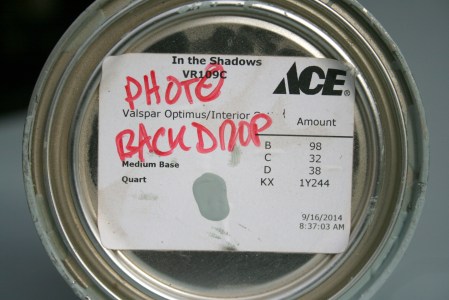 In the Shadows
VR109C
ACE®
PHOTO
Valspar Optimus/Interior
BACKDROP
Amount
B 98
C 32
D 38
KX 1Y244
Medium Base
Quart
9/16/2014
8:37:03 AM